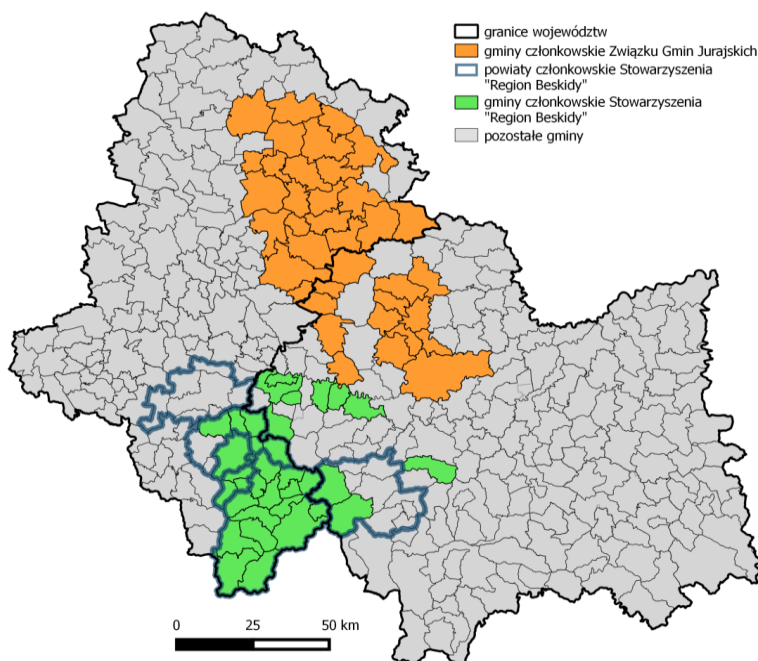 granice województw
gminy członkowskie Związku Gmin Jurajskich
powiaty członkowskie Stowarzyszenia
"Region Beskidy"
gminy członkowskie Stowarzyszenia
"Region Beskidy"
pozostałe gminy
0 25 50 km